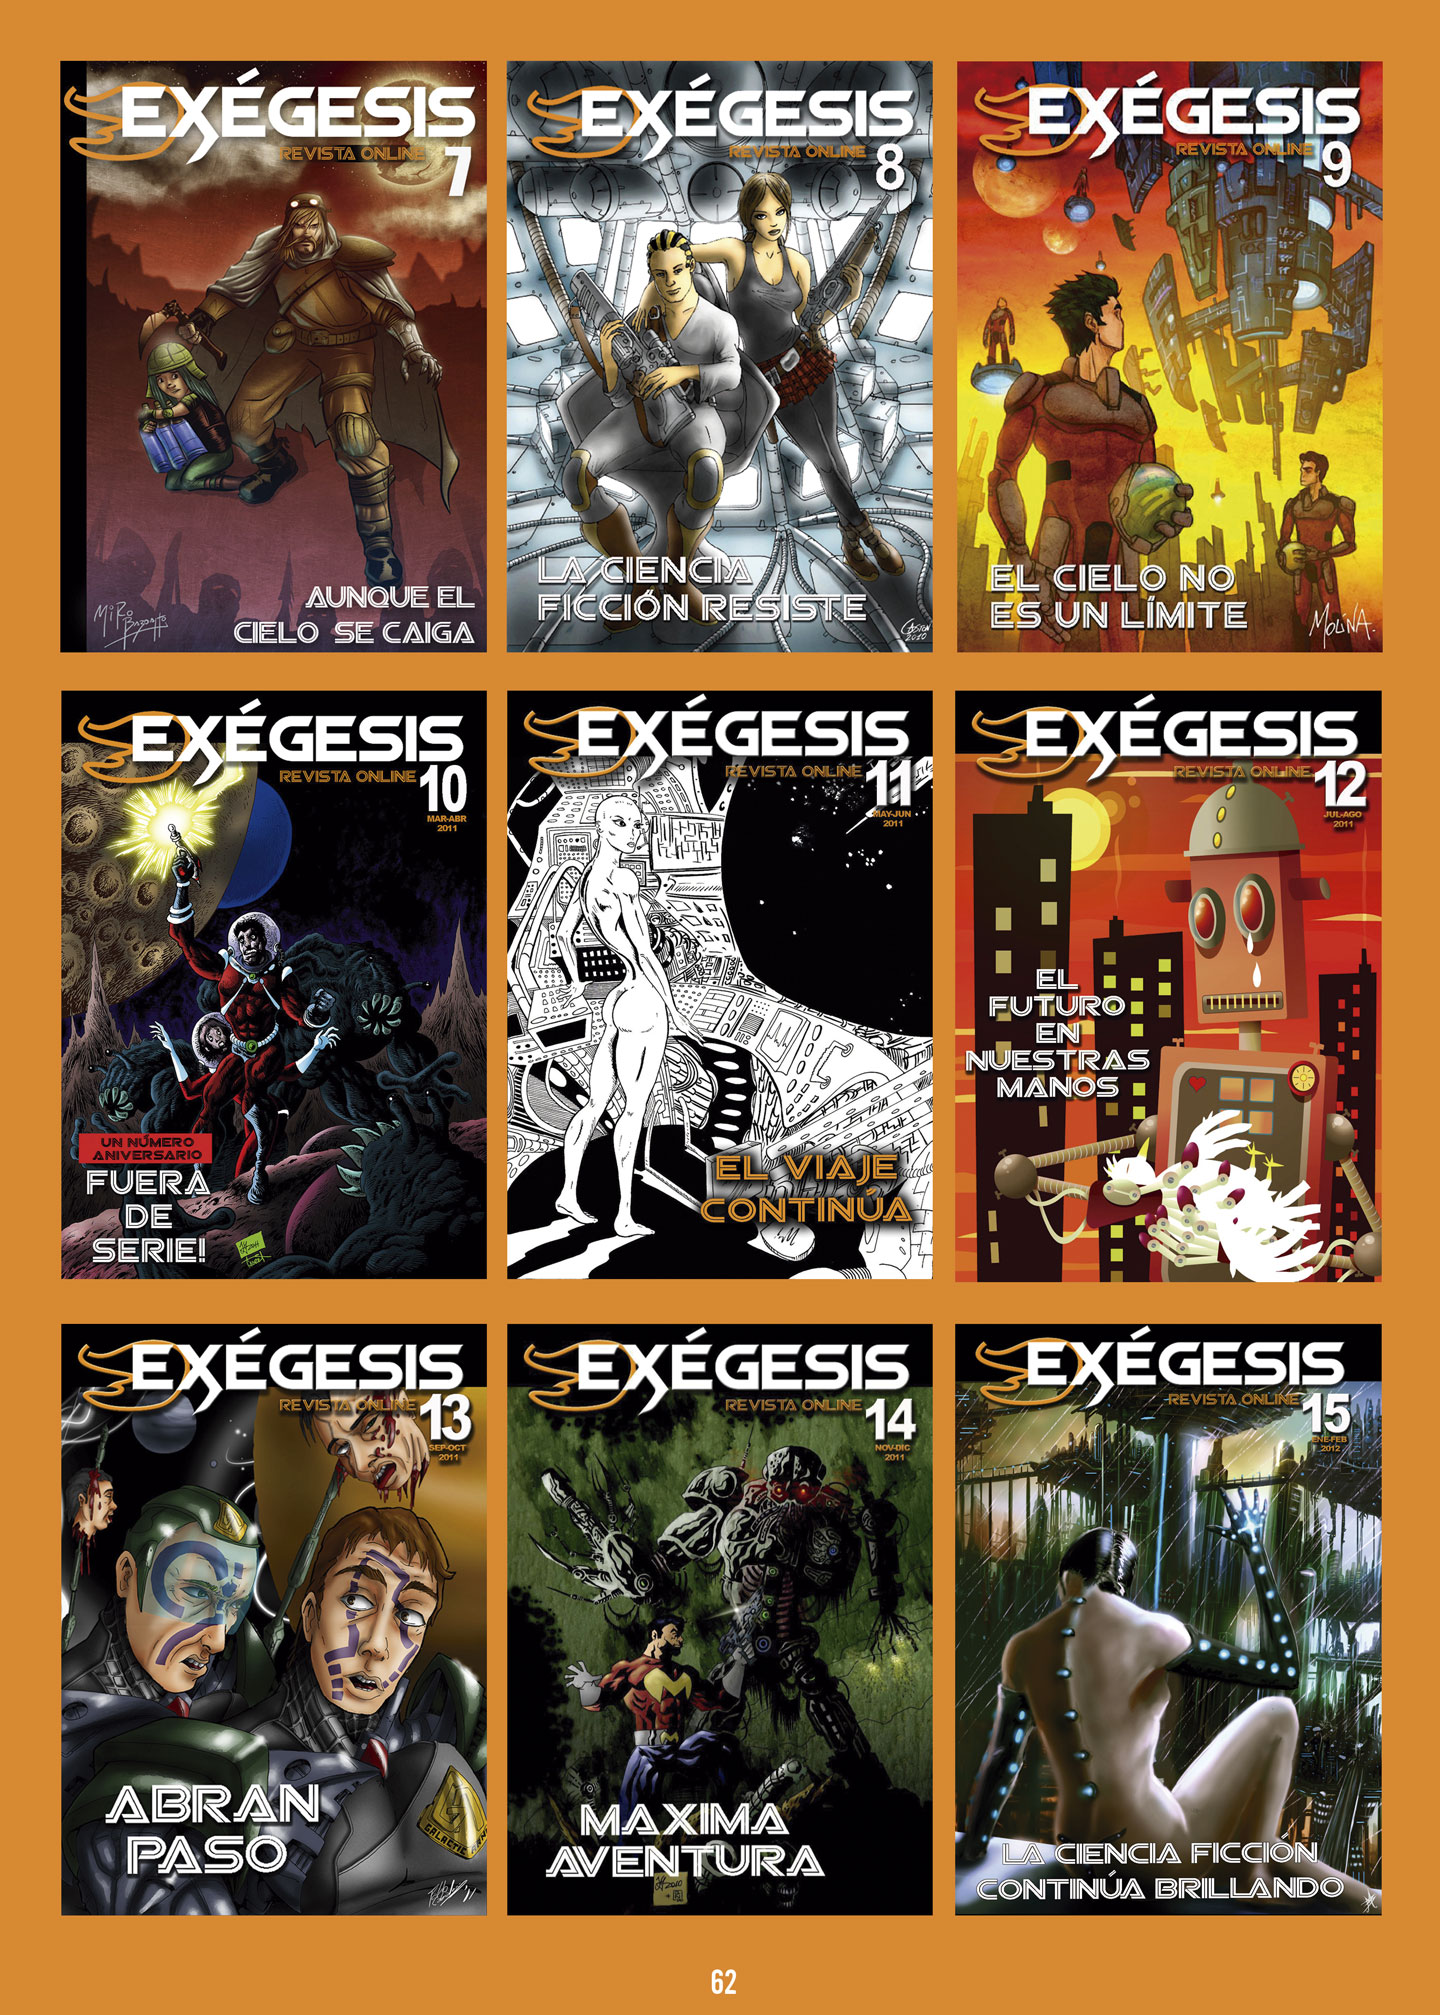 EXÉGESIS
REVISTA ONLINE
7
AUNQUE EL
CIELO SE CAIGA
EXÉGESIS
REVISTA ONLINE
8
LA CIENCIA
FICCIÓN RESISTE
2010
EXÉGESIS
REVISTA ONLINE
9
EL CIELO NO
ES UN LÍMITE
MOLINA.
EXÉGESIS
REVISTA ONLINE
10
MAR-ABR
2011
UN NÚMERO
ANIVERSARIO
FUERA
DE
SERIE!
EXÉGESIS
REVISTA ONLINE
11
MAY-JUN
2011
EL VIAJE
CONTINÚA
EXÉGESIS
REVISTA ONLINE
12
JUL-AGO
2011
EL
FUTURO
EN
NUESTRAS
MANOS
EXÉGESIS
REVISTA ONLINE
13
SEP-OCT
2011
GALACTIC
ABRAN
PASO
EXÉGESIS
REVISTA ONLINE
14
NOV-DIC
2011
M
MAXIMA
AVENTURA
2010
EXÉGESIS
REVISTA ONLINE
15
ENE-FEB
2012
LA CIENCIA FICCIÓN
CONTINÚA BRILLANDO
62